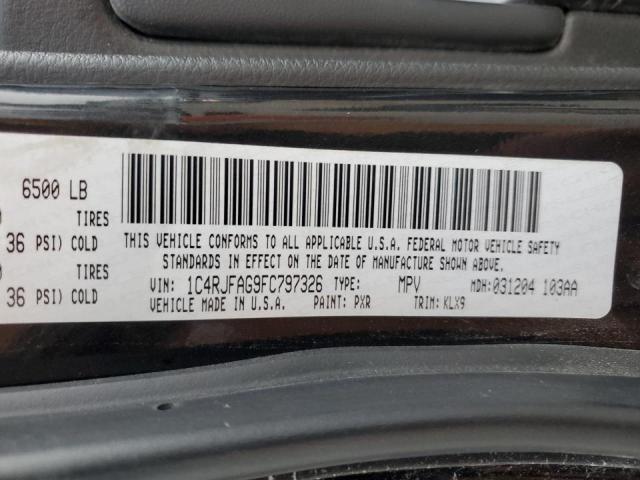 6500 LB
TIRES
36 PSI) COLD
TIRES
36 PSI) COLD
THIS VEHICLE CONFORMS TO ALL APPLICABLE U.S.A. FEDERAL MOTOR VEHICLE SAFETY
STANDARDS IN EFFECT ON THE DATE OF MANUFACTURE SHOWN ABOVE.
VIN: 1C4RJFAG9FC797326 TYPE: MPV MDH: 031204 103AA
VEHICLE MADE IN U.S.A. PAINT: PXR TRIM: KLX9